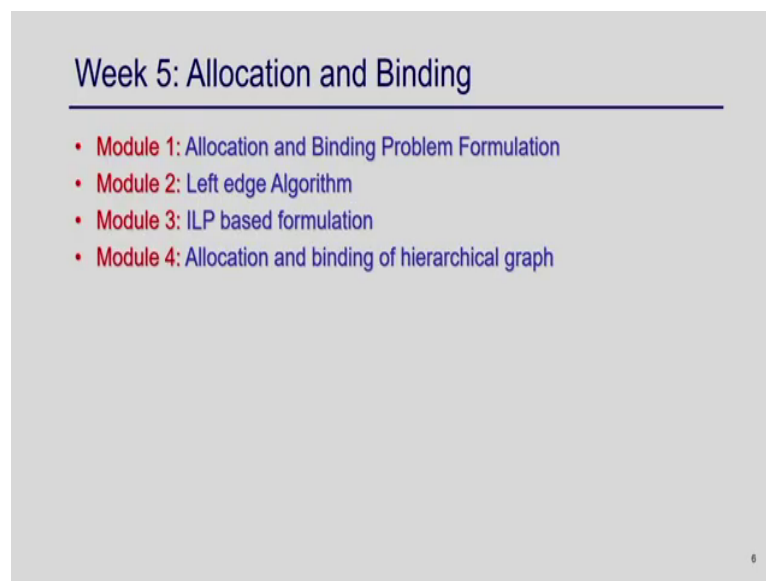 Week 5: Allocation and Binding
• Module 1: Allocation and Binding Problem Formulation
• Module 2: Left edge Algorithm
• Module 3: ILP based formulation
• Module 4: Allocation and binding of hierarchical graph
6